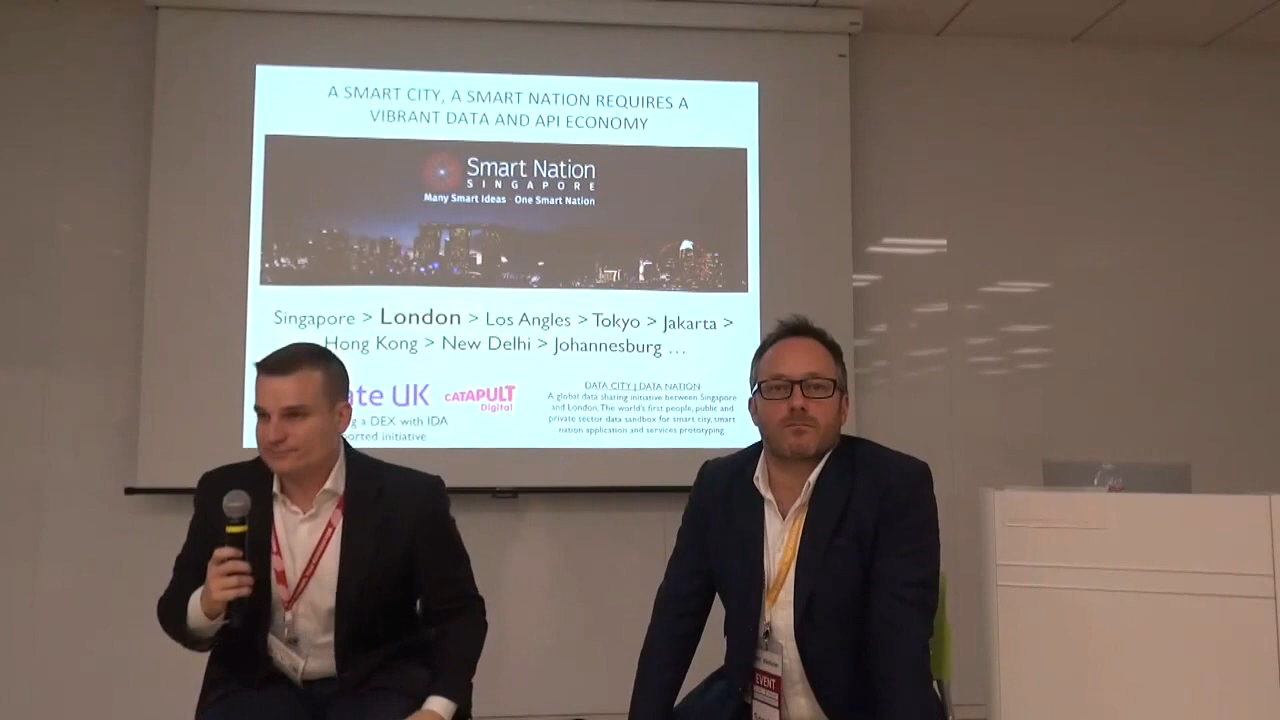 A SMART CITY, A SMART NATION REQUIRES A
VIBRANT DATA AND API ECONOMY
Smart Nation
SINGAPORE
Many Smart Ideas One Smart Nation
Singapore > London > Los Angles > Tokyo > Jakarta >
Hong Kong > New Delhi > Johannesburg ...
ate UK
CATAPULT
Digital
g a DEX with IDA
ported initiative
DATA CITY | DATA NATION
A global data sharing initiative between Singapore
and London. The world's first people, public and
private sector data sandbox for smart city, smart
nation application and services prototyping
EVENT